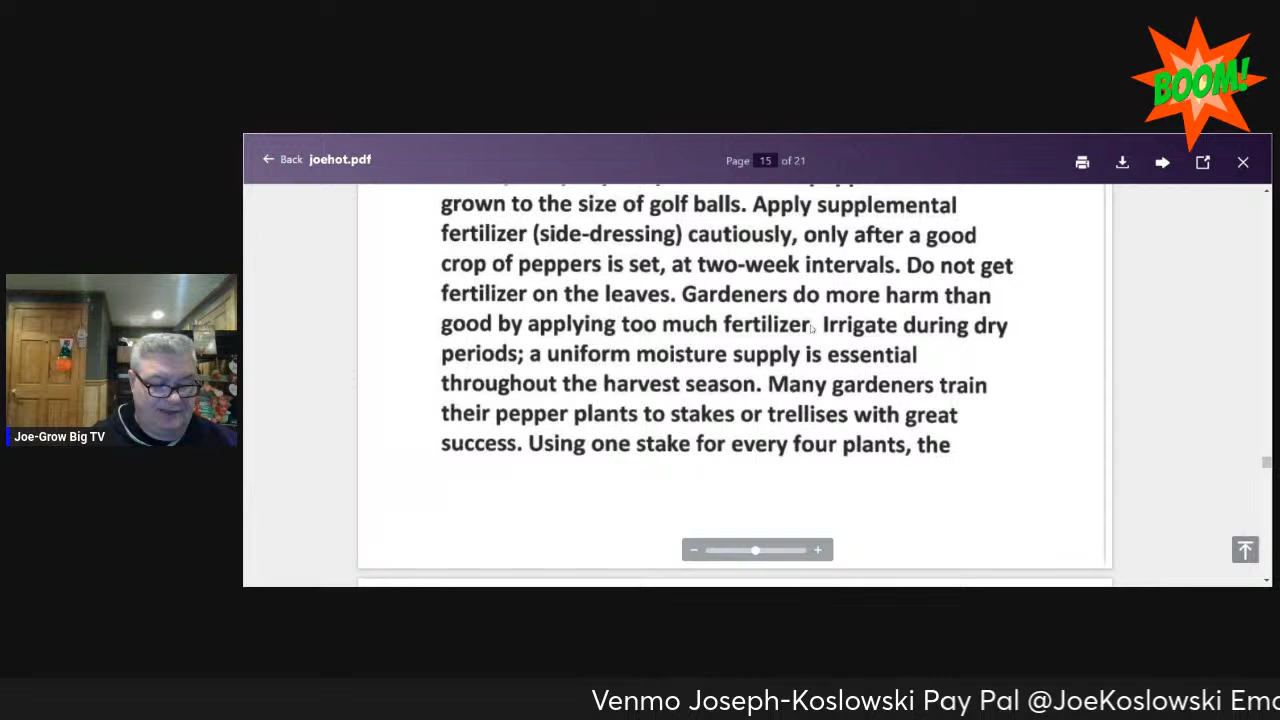 BOOM!
Back joehot.pdf
Page 15 of 21
grown to the size of golf balls. Apply supplemental
fertilizer (side-dressing) cautiously, only after a good
crop of peppers is set, at two-week intervals. Do not get
fertilizer on the leaves. Gardeners do more harm than
good by applying too much fertilizer. Irrigate during dry
periods; a uniform moisture supply is essential
throughout the harvest season. Many gardeners train
their pepper plants to stakes or trellises with great
success. Using one stake for every four plants, the
Joe-Grow Big TV
Venmo Joseph-Koslowski Pay Pal @JoeKoslowski